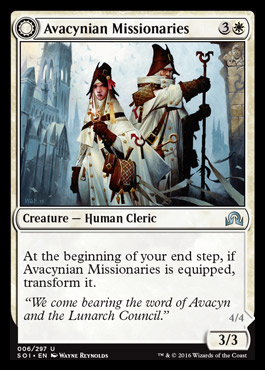 Avacynian Missionaries 3
Creature — Human Cleric
At the beginning of your end step, if
Avacynian Missionaries is equipped,
transform it.
“We come bearing the word of Avacyn
and the Lunarch Council.”
4/4
3/3
006/297 U
SOI • EN Wayne Reynolds
™ & © 2016 Wizards of the Coast